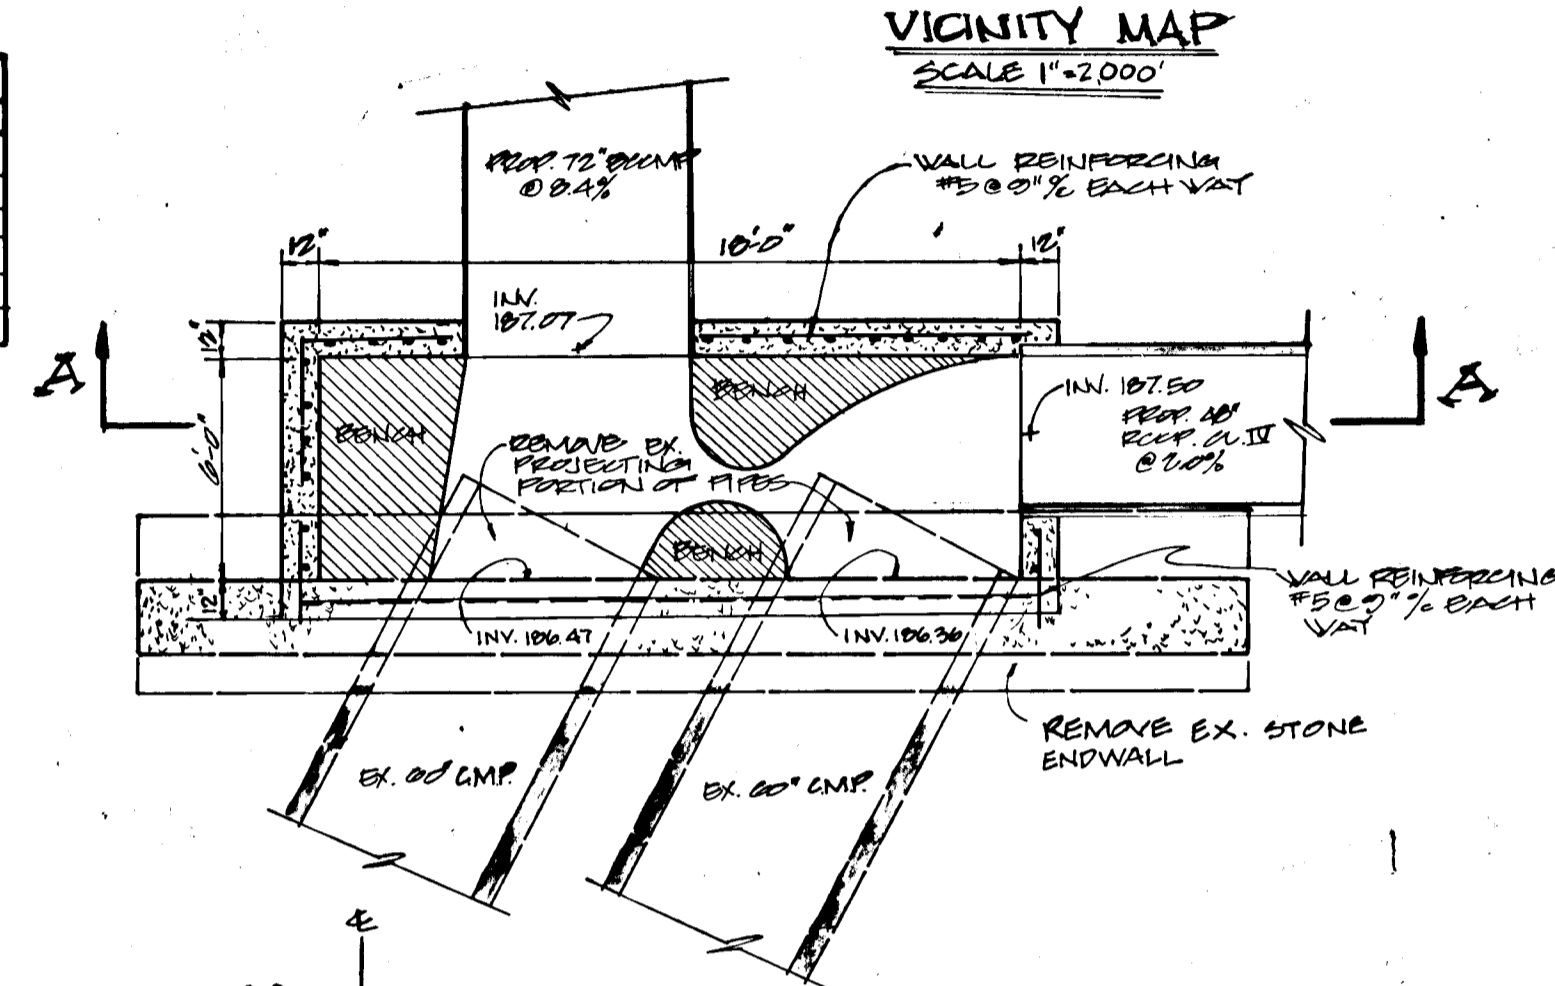 VICINITY MAP
SCALE 1"=2,000'
PROP. 72" BCCMP
@ 8.4%
WALL REINFORCING
#5 @ 9" % EACH WAY
12"
18'-0"
12"
INV.
187.07
12"
A
A
6'-0"
BENCH
BENCH
INV. 187.50
PROP. 48"
RCCP. CL. IV
@ 2.0%
REMOVE EX.
PROJECTING
PORTION OF PIPES
BENCH
12"
WALL REINFORCING
#5 @ 9" % EACH
WAY
INV. 186.47
INV. 186.36
REMOVE EX. STONE
ENDWALL
EX. 60" C.M.P.
EX. 60" C.M.P.
℄